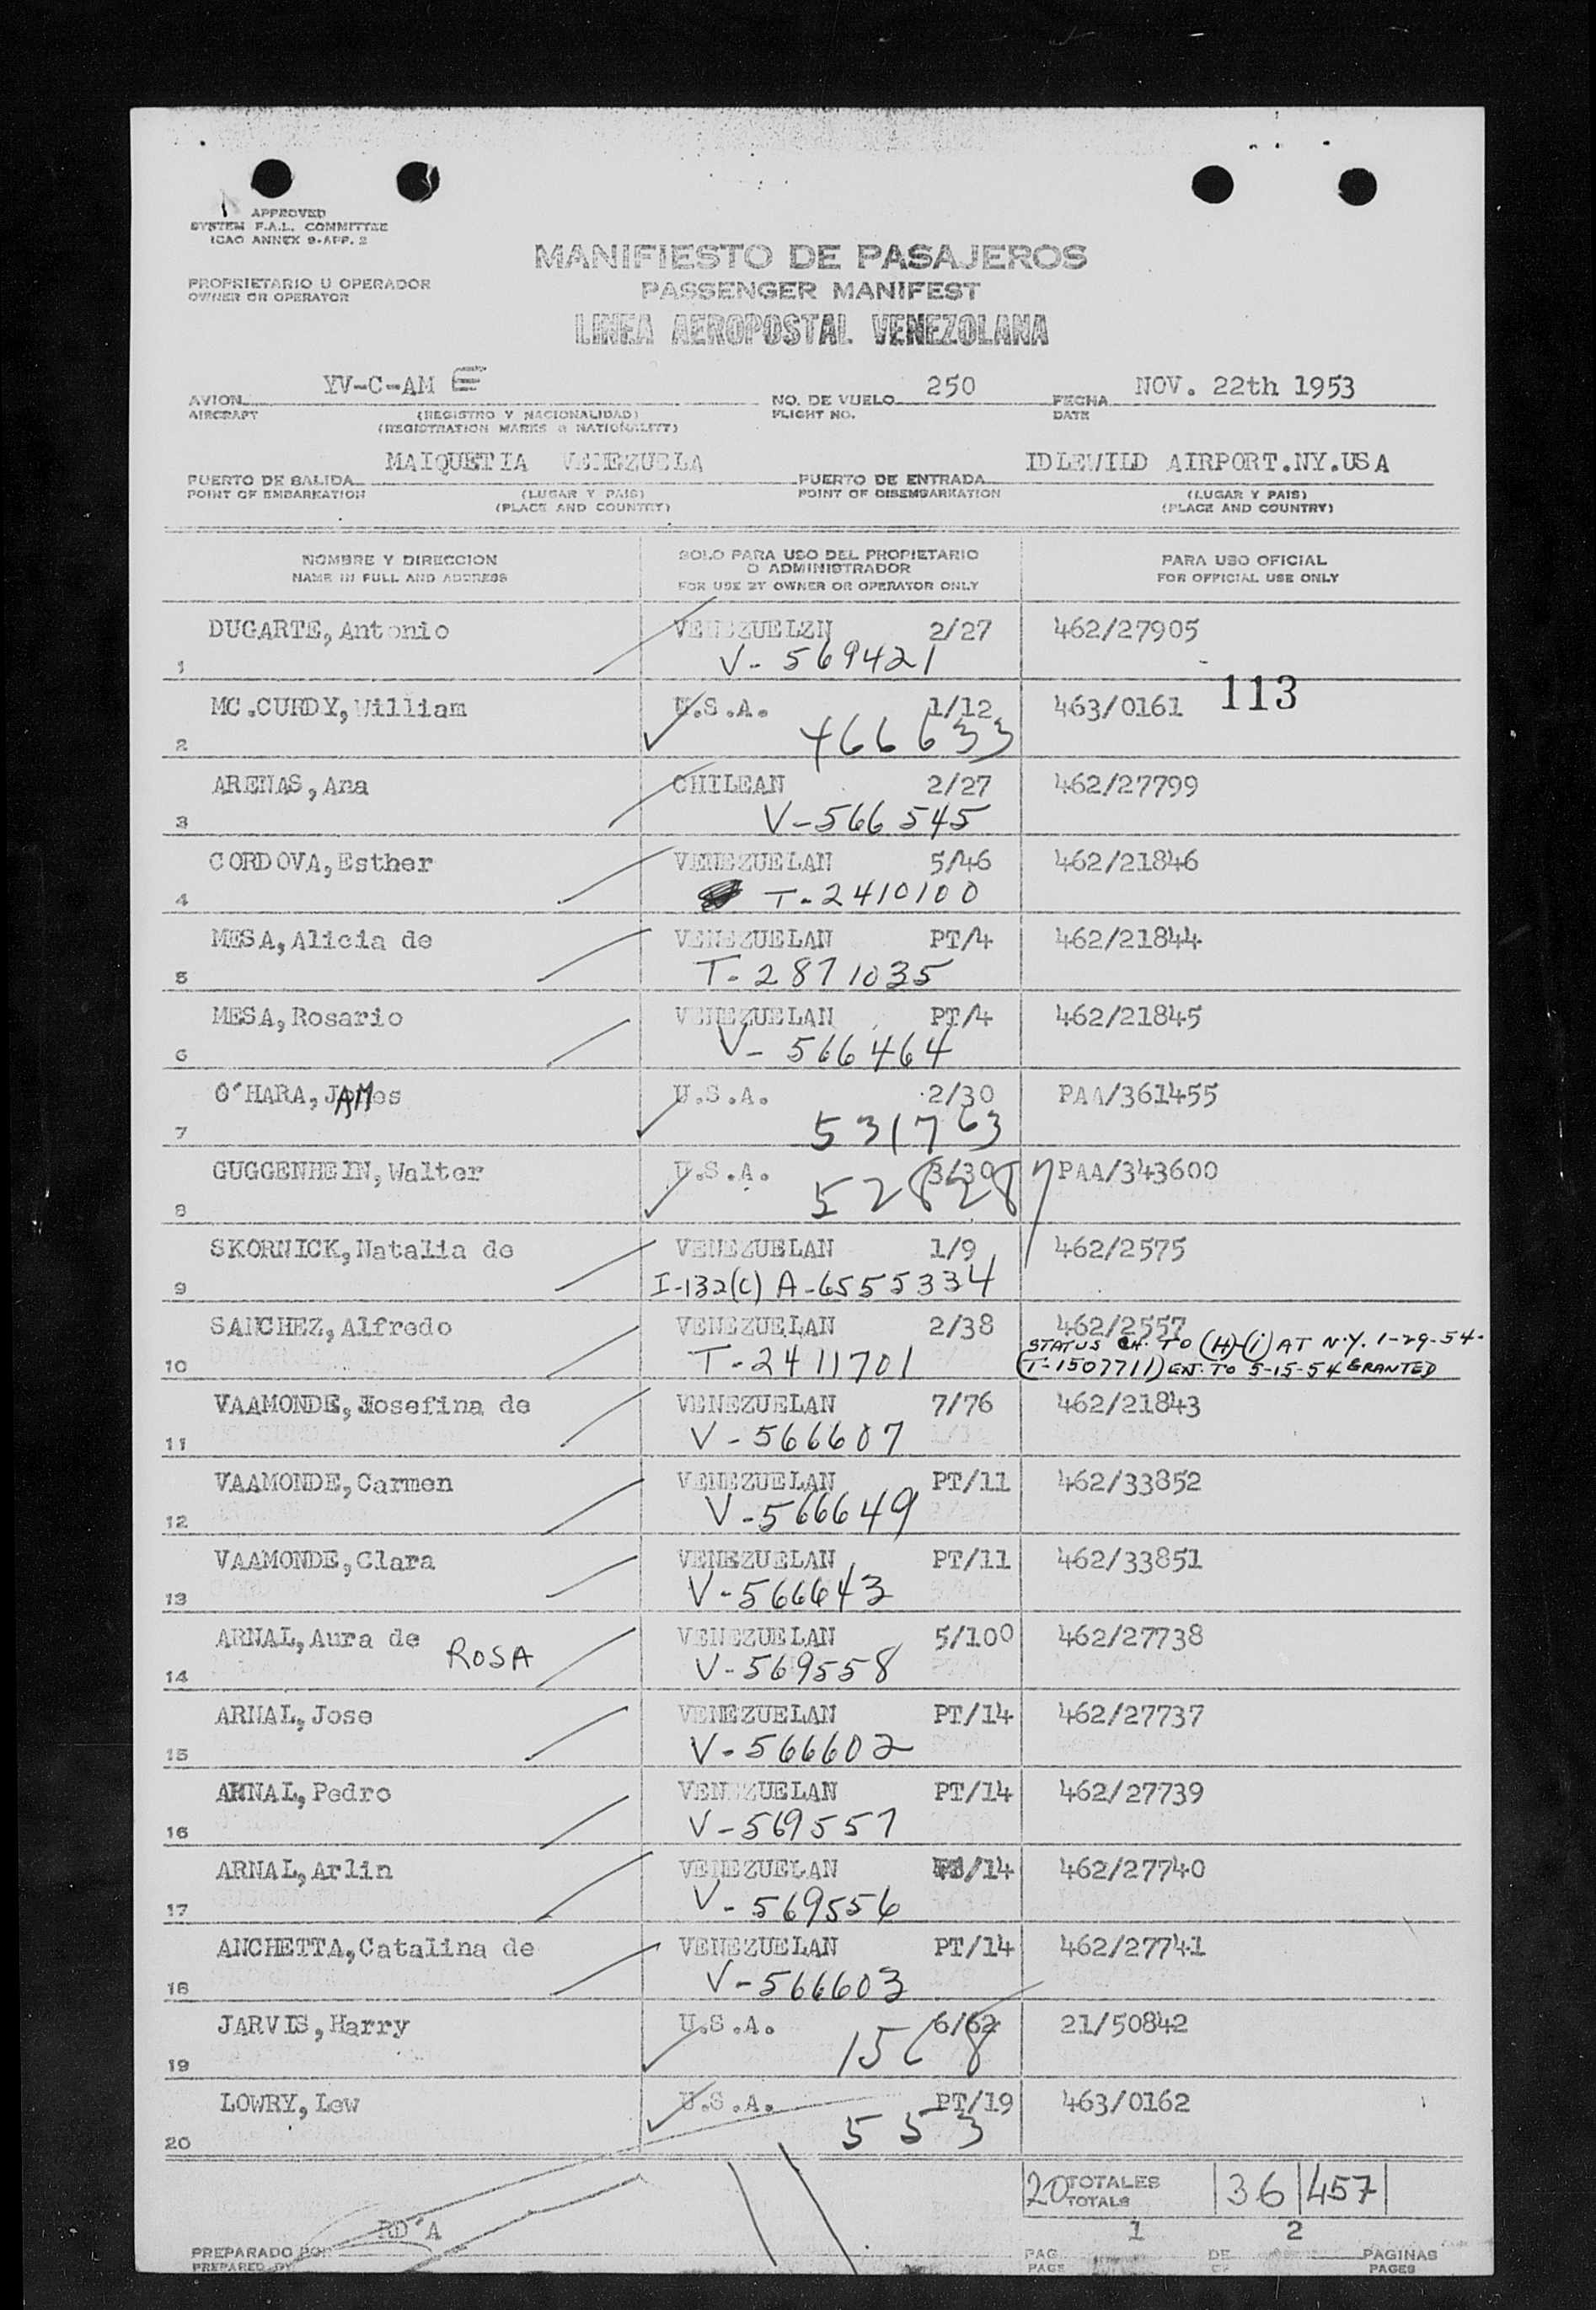 APPROVED
SYSTEM F.A.L. COMMITTEE
ICAO ANNEX 9-APP. 2
MANIFIESTO DE PASAJEROS
PROPRIETARIO U OPERADOR
OWNER OR OPERATOR
PASSENGER MANIFEST
LINEA AEROPOSTAL VENEZOLANA
AVION YV-C-AM E NO. DE VUELO 250 FECHA NOV. 22th 1953
AIRCRAFT (REGISTRO Y NACIONALIDAD) FLIGHT NO. DATE
(REGISTRATION MARKS & NATIONALITY)
PUERTO DE SALIDA MAIQUETIA VENEZUELA PUERTO DE ENTRADA IDLEWILD AIRPORT.NY.USA
POINT OF EMBARKATION (LUGAR Y PAIS) POINT OF DISEMBARKATION (LUGAR Y PAIS)
(PLACE AND COUNTRY) (PLACE AND COUNTRY)
NOMBRE Y DIRECCION SOLO PARA USO DEL PROPIETARIO O ADMINISTRADOR PARA USO OFICIAL
NAME IN FULL AND ADDRESS FOR USE BY OWNER OR OPERATOR ONLY FOR OFFICIAL USE ONLY
DUGARTE, Antonio VENEZUELZN 2/27 462/27905
1 V- 569421
113
MC.CURDY, William U.S.A. 1/12 463/0161
2 466633
ARENAS, Ana CHILEAN 2/27 462/27799
3 V-566545
CORDOVA, Esther VENEZUELAN 5/46 462/21846
4 T-2410100
MESA, Alicia de VENEZUELAN PT/4 462/21844
5 T-2871035
MESA, Rosario VENEZUELAN PT/4 462/21845
6 V-566464
O'HARA, JAMes U.S.A. 2/30 PAA/361455
7 531763
GUGGENHEIN, Walter U.S.A. 3/30 PAA/343600
8 528287
SKORNICK, Natalia de VENEZUELAN 1/9 462/2575
9 I-132(C) A-6555334
SANCHEZ, Alfredo VENEZUELAN 2/38 462/2557
STATUS CH. TO (H)-(i) AT N.Y. 1-29-54.
10 T-2411701 (T-1507711) EXT. TO 5-15-54 GRANTED
VAAMONDE, Josefina de VENEZUELAN 7/76 462/21843
11 V-566607
VAAMONDE, Carmen VENEZUELAN PT/11 462/33852
12 V-566649
VAAMONDE, Clara VENEZUELAN PT/11 462/33851
13 V-566643
ARNAL, Aura de ROSA VENEZUELAN 5/100 462/27738
14 V-569558
ARNAL, Jose VENEZUELAN PT/14 462/27737
15 V-566602
ARNAL, Pedro VENEZUELAN PT/14 462/27739
16 V-569557
ARNAL, Arlin VENEZUELAN /14 462/27740
17 V-569556
ANCHETTA, Catalina de VENEZUELAN PT/14 462/27741
18 V-566603
JARVIS, Harry U.S.A. 6/62 21/50842
19 1568
LOWRY, Lew U.S.A. PT/19 463/0162
20 553
20 TOTALES 36 457
TOTALS
RD'A 1 2
PREPARADO POR PAG. DE PAGINAS
PREPARED BY PAGE OF PAGES